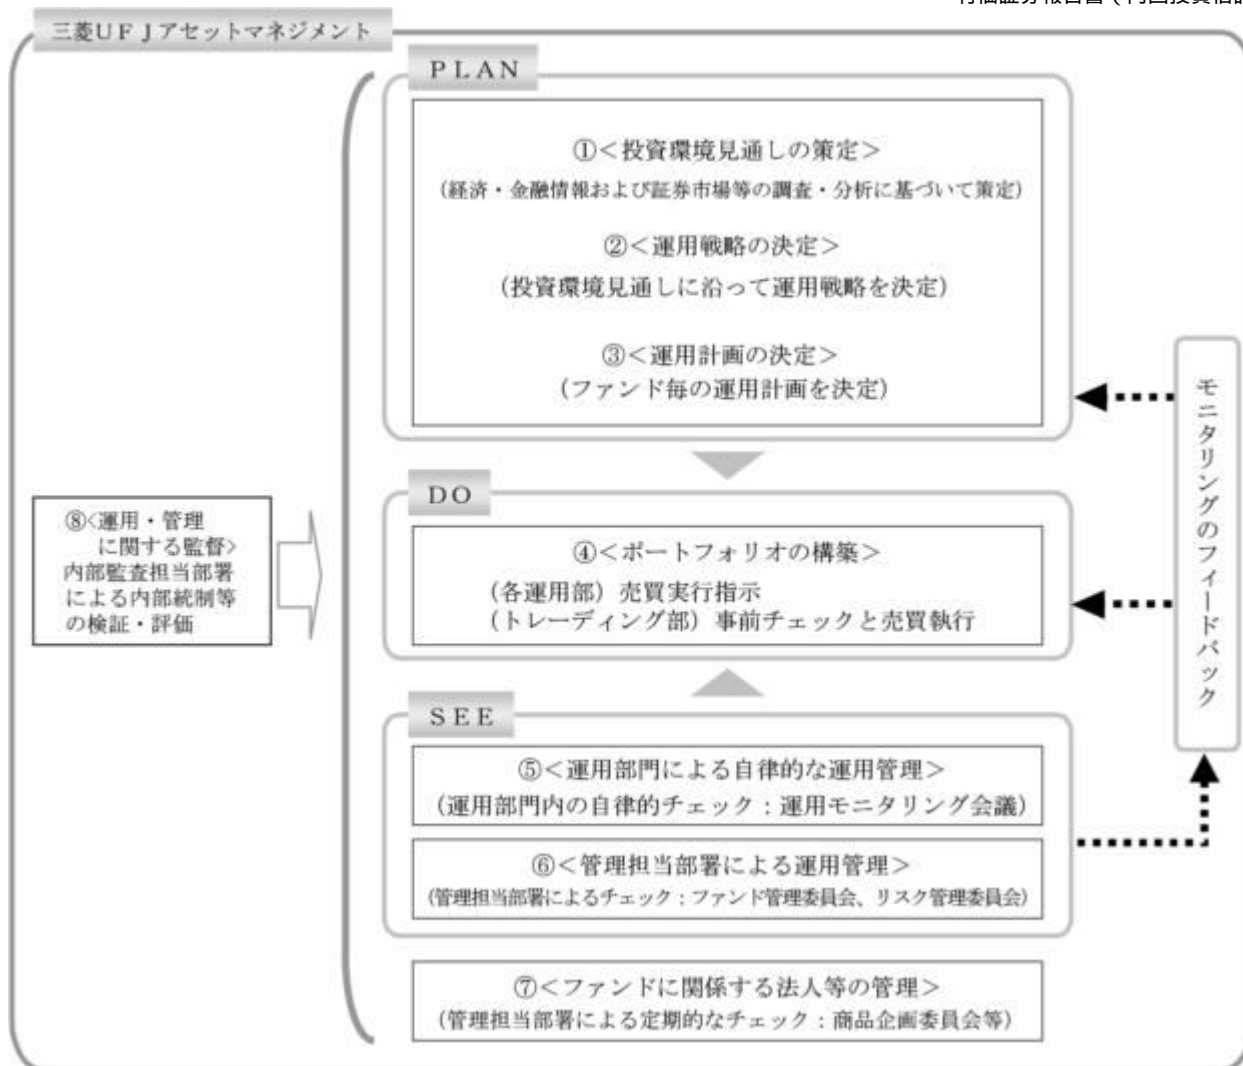 三菱ＵＦＪアセットマネジメント
ＰＬＡＮ
①＜投資環境見通しの策定＞
（経済・金融情報および証券市場等の調査・分析に基づいて策定）
②＜運用戦略の決定＞
（投資環境見通しに沿って運用戦略を決定）
③＜運用計画の決定＞
（ファンド毎の運用計画を決定）
ＤＯ
④＜ポートフォリオの構築＞
（各運用部）売買実行指示
（トレーディング部）事前チェックと売買執行
ＳＥＥ
⑤＜運用部門による自律的な運用管理＞
（運用部門内の自律的チェック：運用モニタリング会議）
⑥＜管理担当部署による運用管理＞
（管理担当部署によるチェック：ファンド管理委員会、リスク管理委員会）
⑦＜ファンドに関係する法人等の管理＞
（管理担当部署による定期的なチェック：商品企画委員会等）
⑧＜運用・管理
に関する監督＞
内部監査担当部署
による内部統制等
の検証・評価
モニタリングのフィードバック